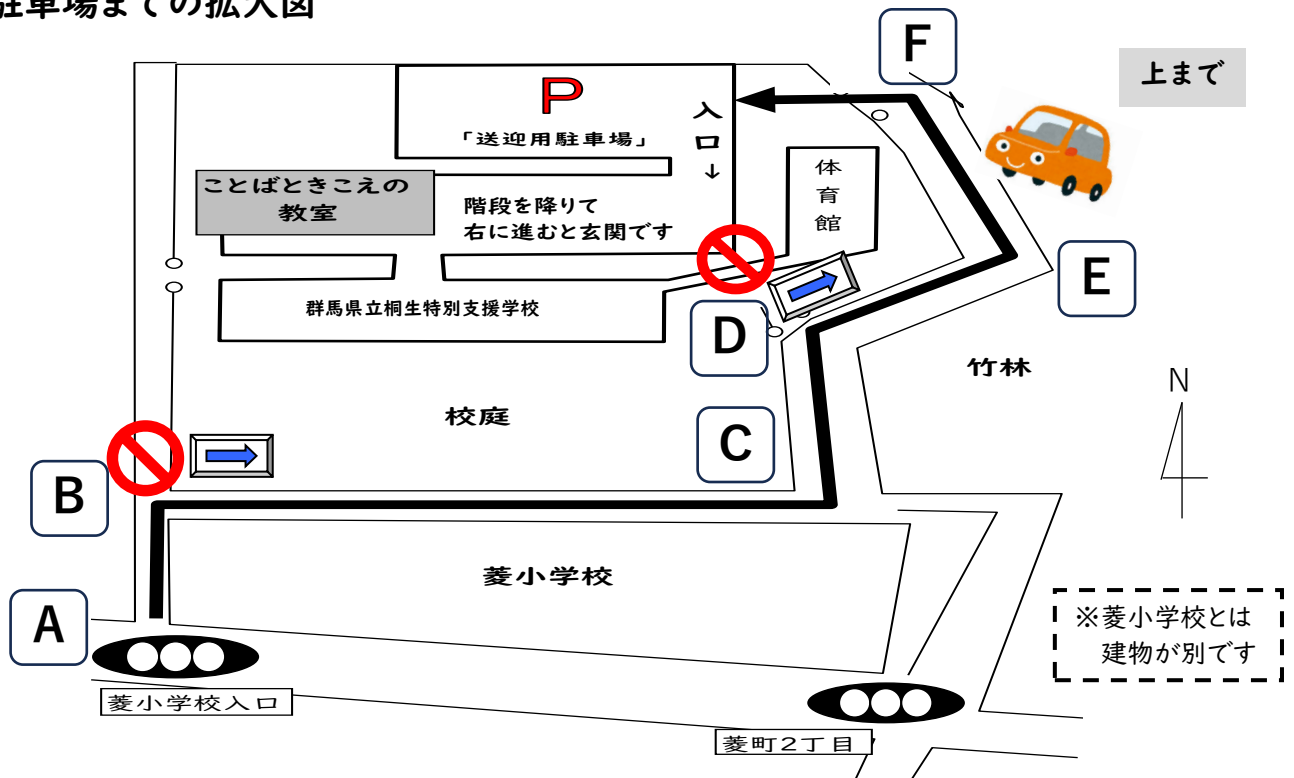 駐車場までの拡大図
F
上まで
P
入口↓
「送迎用駐車場」
体育館
ことばときこえの
教室
階段を降りて
右に進むと玄関です
E
群馬県立桐生特別支援学校
D
竹林
N
校庭
C
B
菱小学校
A
※菱小学校とは
建物が別です
菱小学校入口
菱町2丁目